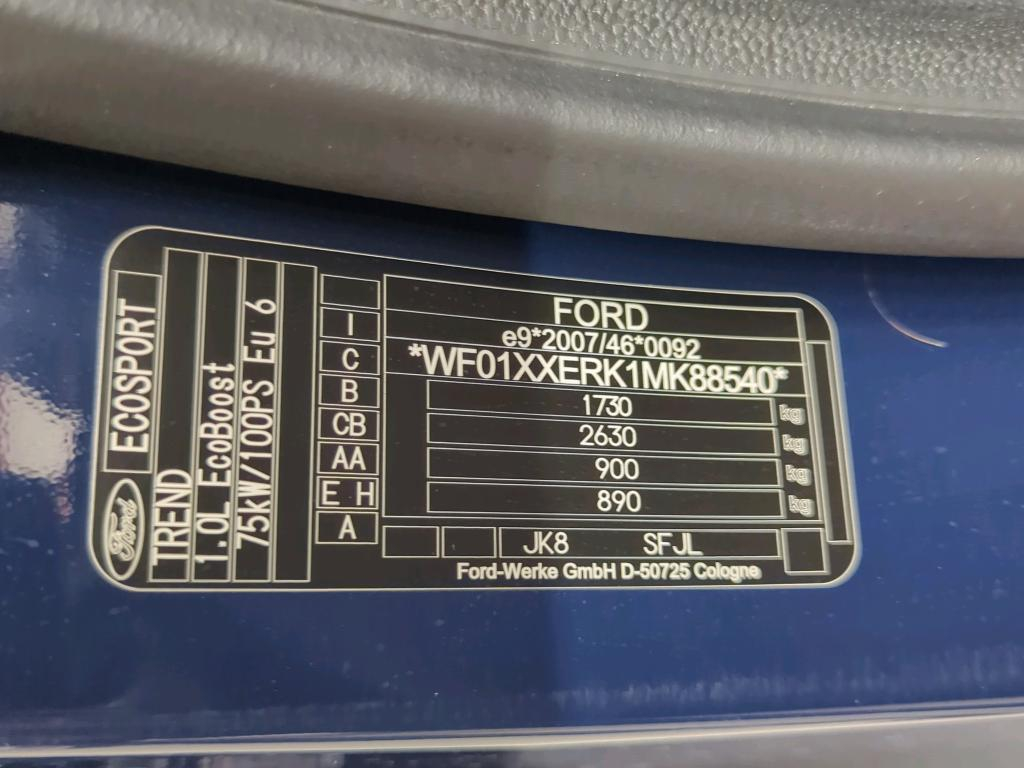 FORD
e9*2007/46*0092
*WF01XXERK1MK88540*
1730 kg
2630 kg
900 kg
890 kg
JK8 SFJL
Ford-Werke GmbH D-50725 Cologne
I
C
B
CB
AA
E H
A
ECOSPORT
Ford
TREND
1.0L EcoBoost
75kW/100PS Eu 6